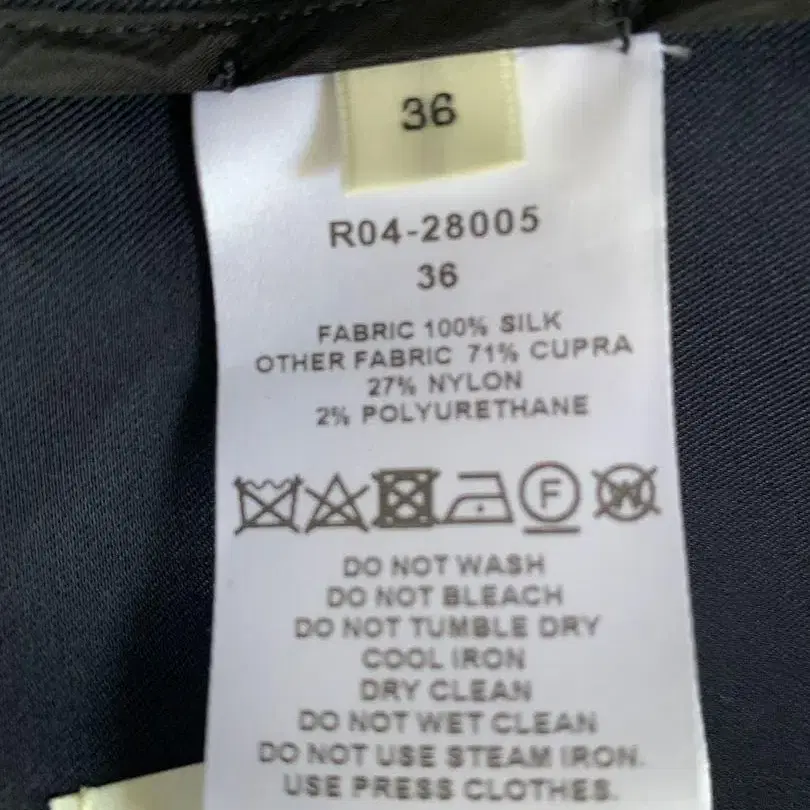 36
R04-28005
36
FABRIC 100% SILK
OTHER FABRIC 71% CUPRA
27% NYLON
2% POLYURETHANE
F W
DO NOT WASH
DO NOT BLEACH
DO NOT TUMBLE DRY
COOL IRON
DRY CLEAN
DO NOT WET CLEAN
DO NOT USE STEAM IRON.
USE PRESS CLOTHES.